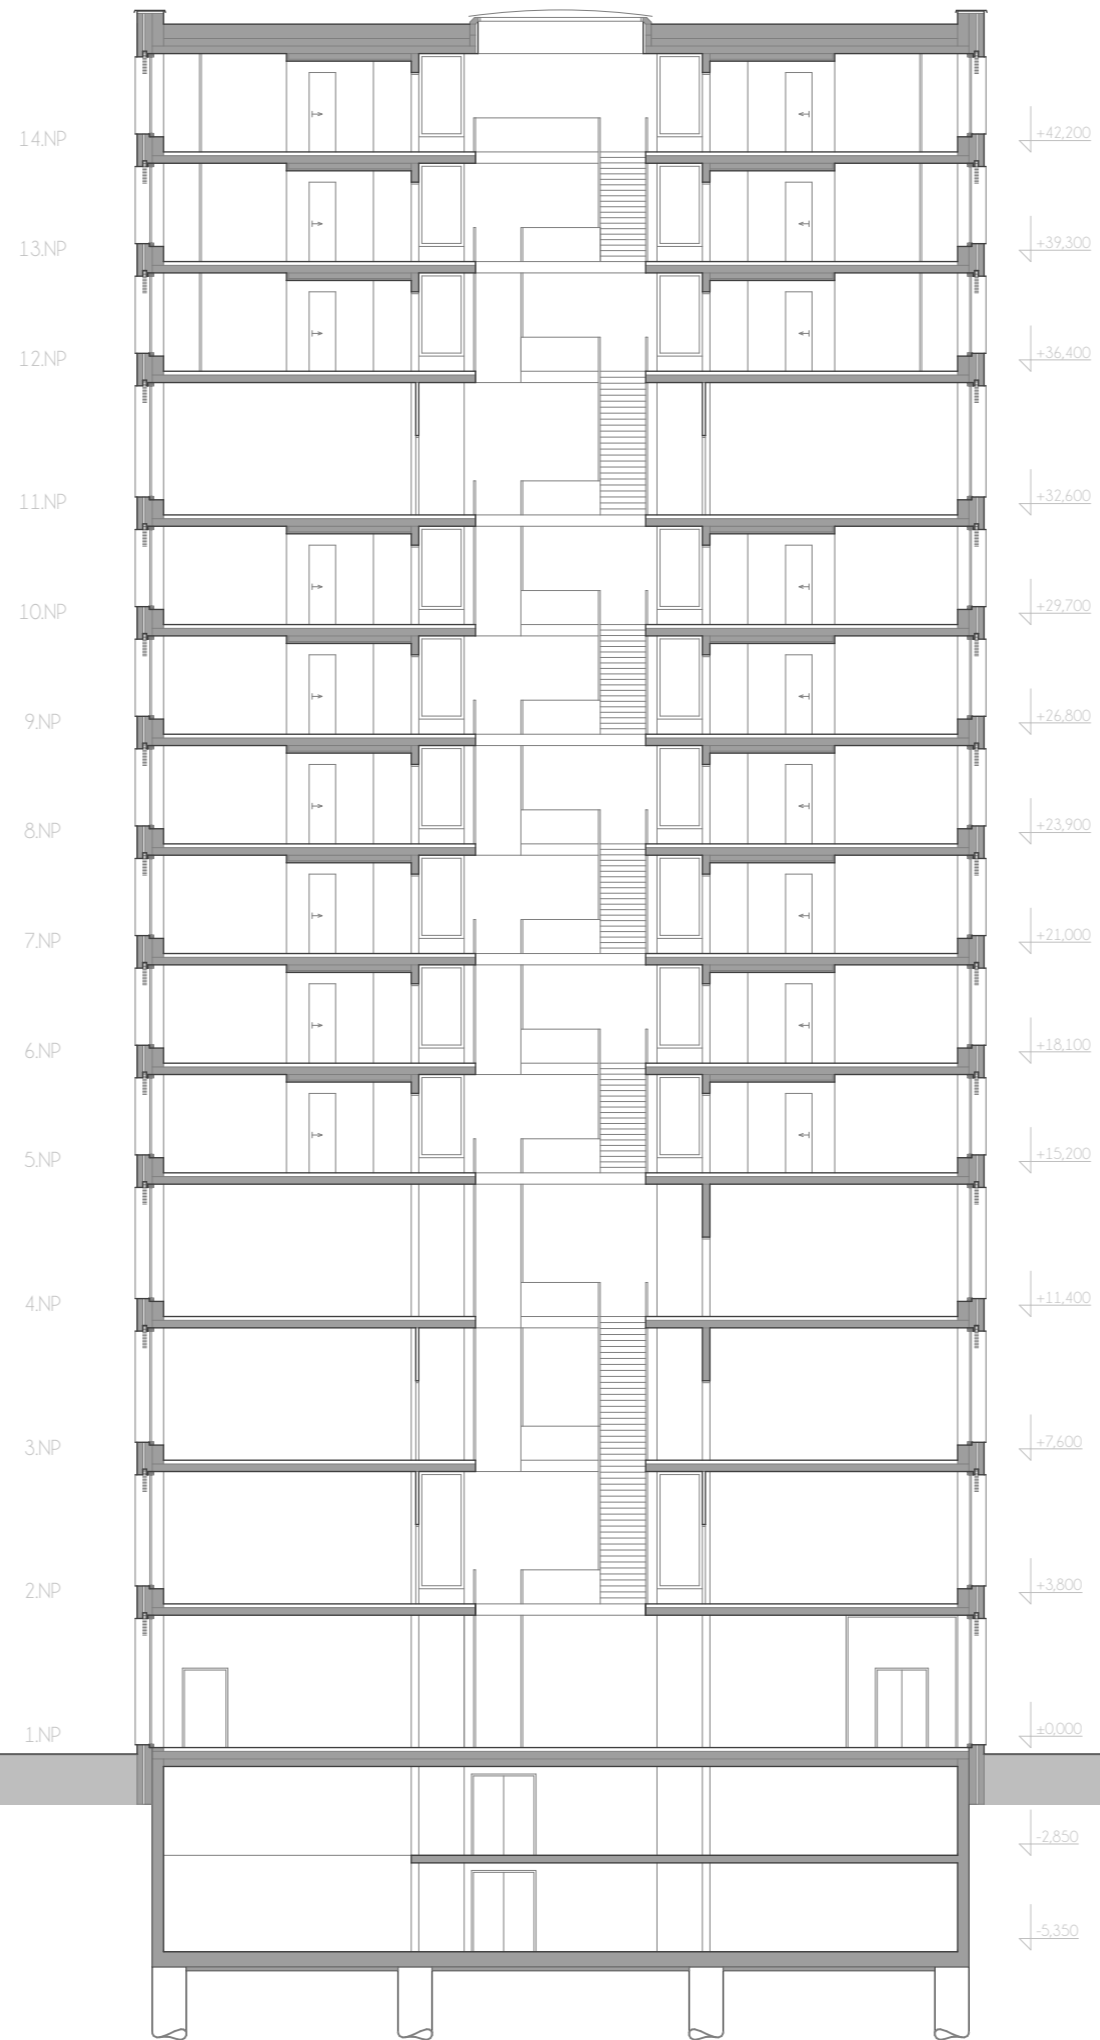 14.NP +42,200
13.NP +39,300
12.NP +36,400
11.NP +32,600
10.NP +29,700
9.NP +26,800
8.NP +23,900
7.NP +21,000
6.NP +18,100
5.NP +15,200
4.NP +11,400
3.NP +7,600
2.NP +3,800
1.NP ±0,000
-2,850
-5,350